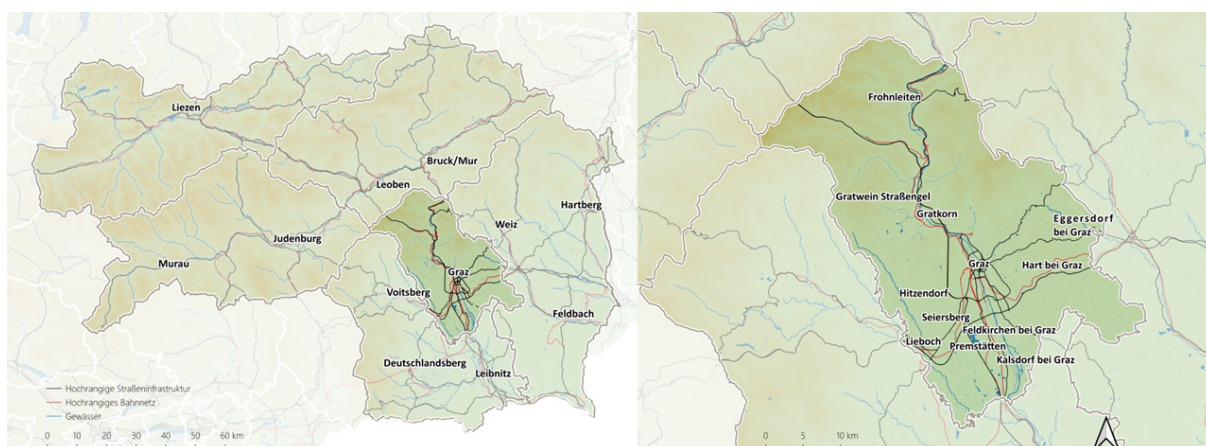 Liezen
Bruck/Mur
Leoben
Hartberg
Weiz
Judenburg
Murau
Graz
Voitsberg
Feldbach
Deutschlandsberg
Leibnitz
Hochrangige Straßeninfrastruktur
Hochrangiges Bahnnetz
Gewässer
0 10 20 30 40 50 60 km
Frohnleiten
Gratwein Straßengel
Gratkorn
Eggersdorf
bei Graz
Graz
Hart bei Graz
Hitzendorf
Seiersberg
Feldkirchen bei Graz
Lieboch
Premstätten
Kalsdorf bei Graz
0 5 10 km